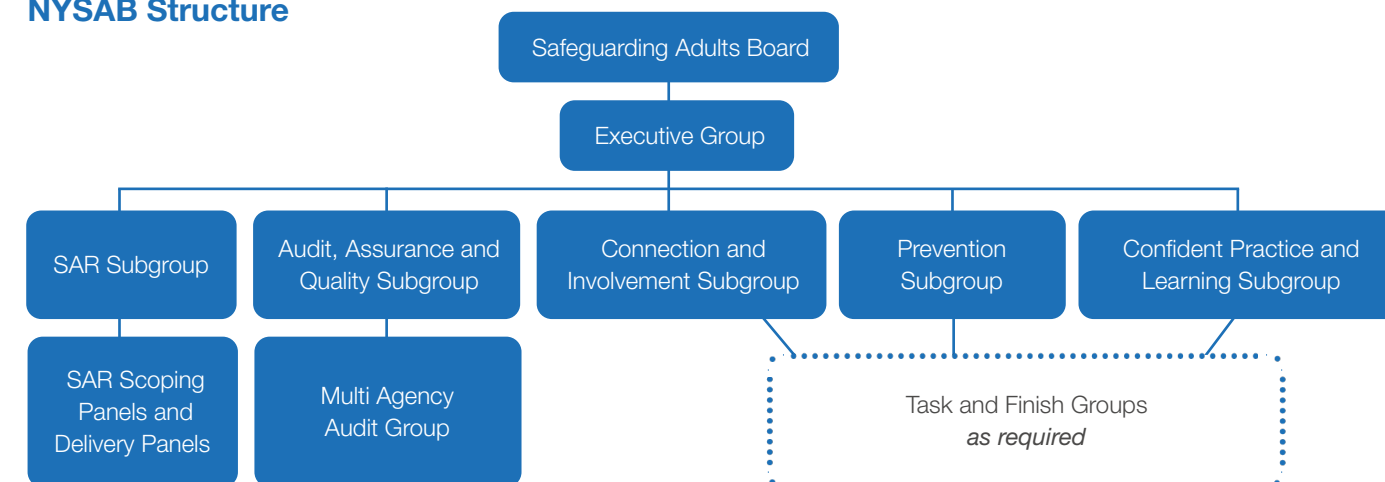 NYSAB Structure
Safeguarding Adults Board
Executive Group
SAR Subgroup
Audit, Assurance and
Quality Subgroup
Connection and
Involvement Subgroup
Prevention
Subgroup
Confident Practice and
Learning Subgroup
SAR Scoping
Panels and
Delivery Panels
Multi Agency
Audit Group
Task and Finish Groups
as required